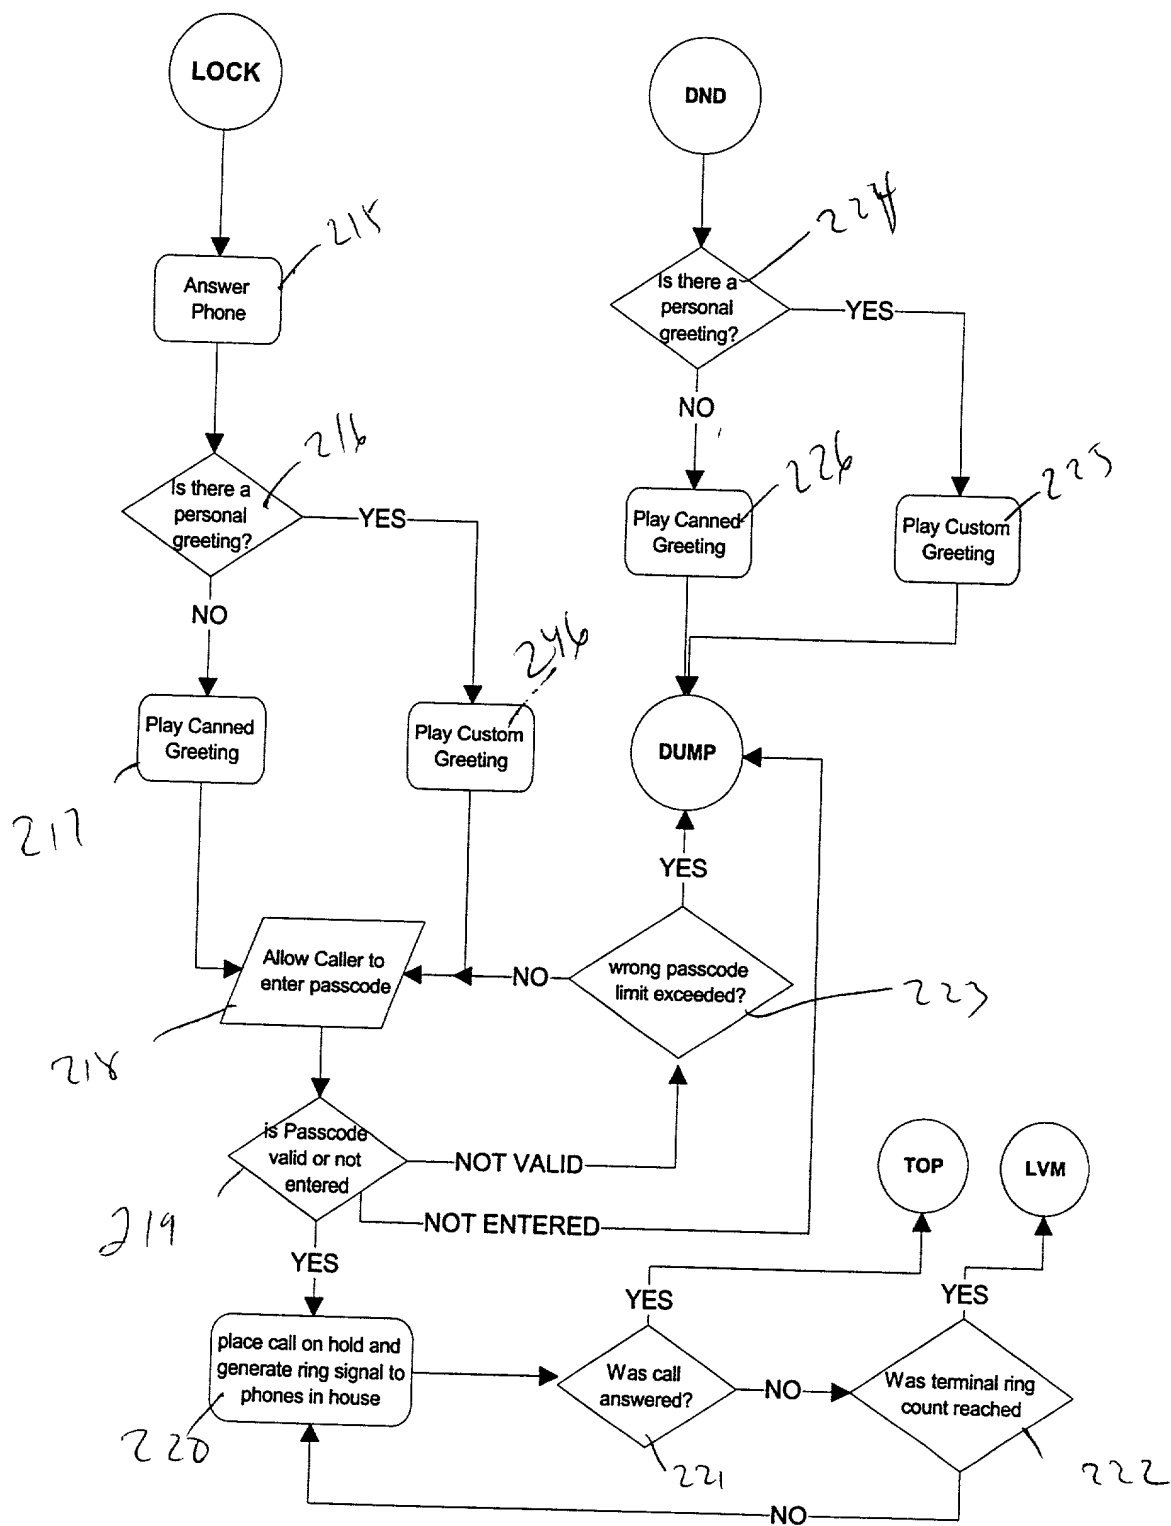 LOCK
215
Answer
Phone
216
Is there a
personal
greeting?
YES
NO
246
Play Canned
Greeting
217
Play Custom
Greeting
DND
224
Is there a
personal
greeting?
YES
NO
226
225
Play Canned
Greeting
Play Custom
Greeting
DUMP
YES
wrong passcode
limit exceeded?
223
NO
Allow Caller to
enter passcode
218
is Passcode
valid or not
entered
219
NOT VALID
NOT ENTERED
YES
TOP
LVM
place call on hold and
generate ring signal to
phones in house
220
YES
Was call
answered?
221
NO
YES
Was terminal ring
count reached
222
NO